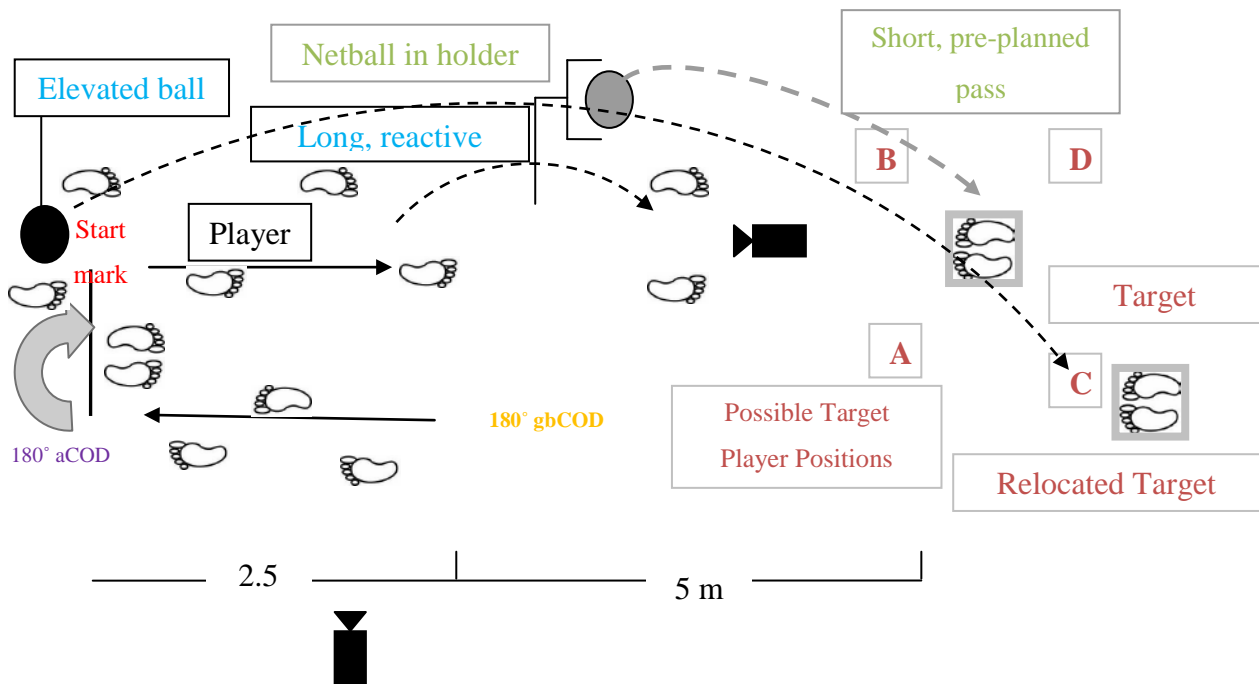 Netball in holder
Short, pre-planned
pass
Elevated ball
Long, reactive
B
D
Start
mark
Player
Target
A
C
Possible Target
Player Positions
180° gbCOD
180° aCOD
Relocated Target
2.5
5 m